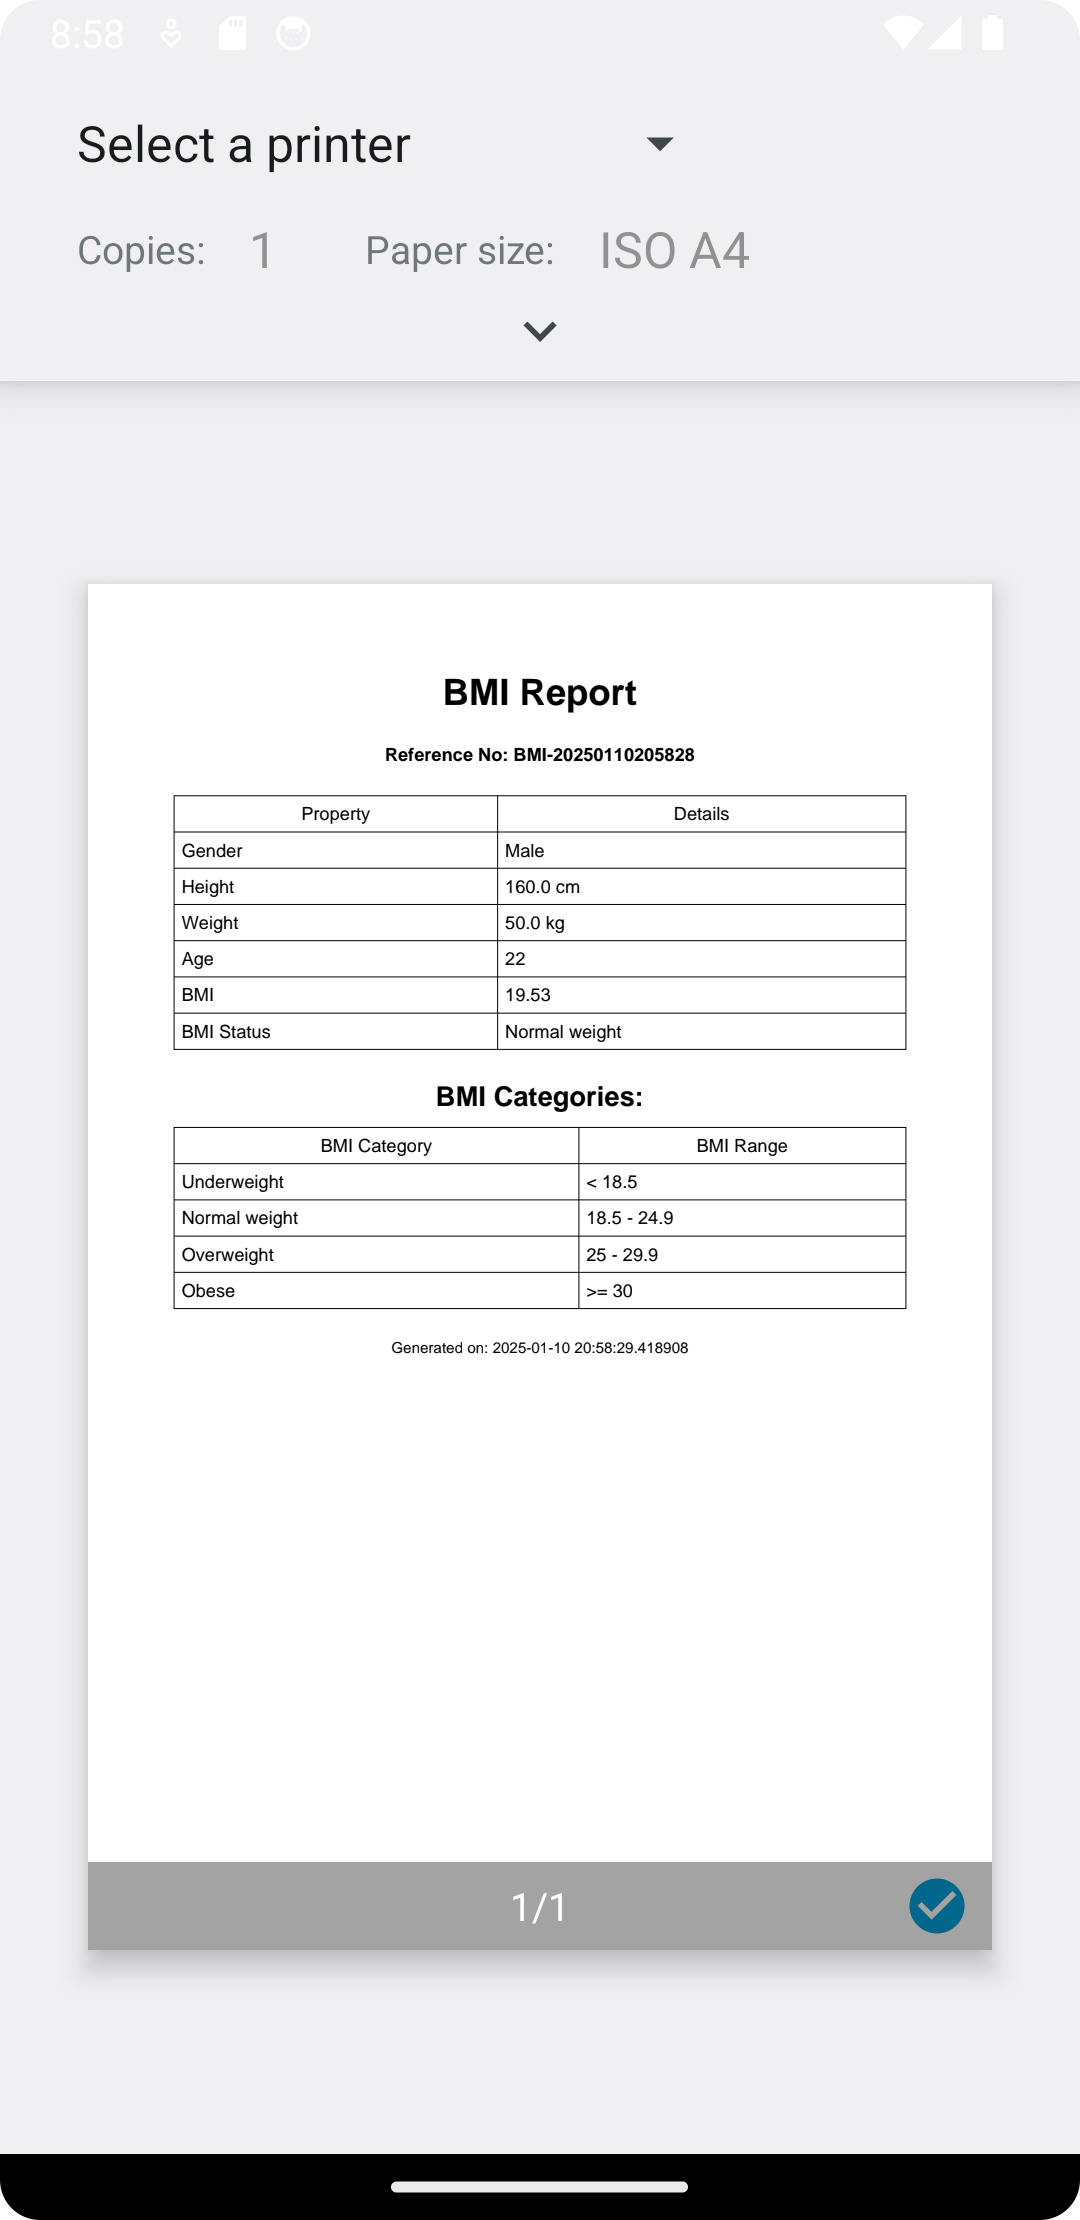 8:58
Select a printer
Copies: 1 Paper size: ISO A4
BMI Report
Reference No: BMI-20250110205828
Property Details
Gender Male
Height 160.0 cm
Weight 50.0 kg
Age 22
BMI 19.53
BMI Status Normal weight
BMI Categories:
BMI Category BMI Range
Underweight < 18.5
Normal weight 18.5 - 24.9
Overweight 25 - 29.9
Obese >= 30
Generated on: 2025-01-10 20:58:29.418908
1/1